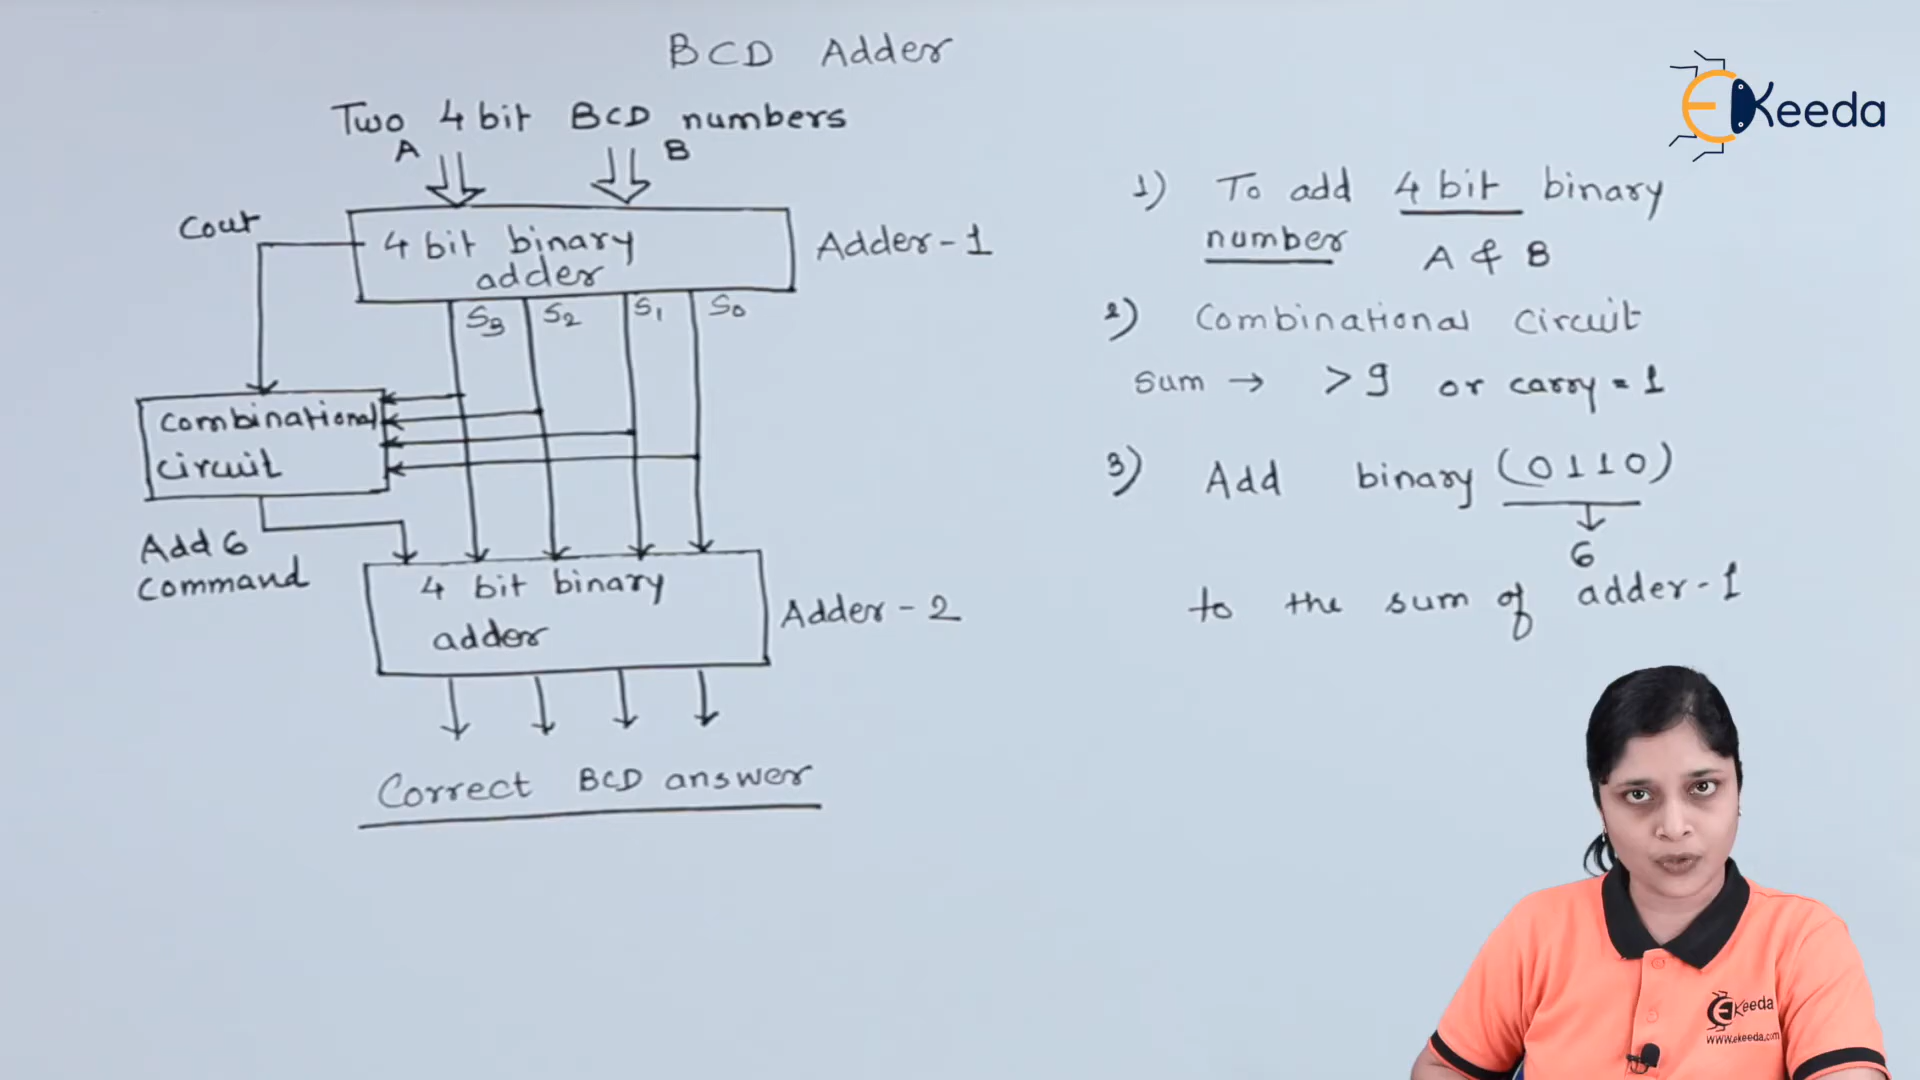 BCD Adder
Two 4 bit BCD numbers
A B
Cout
4 bit binary
adder
Adder-1
S3 S2 S1 S0
combinational
circuit
Add 6
command
4 bit binary
adder
Adder-2
Correct BCD answer
1) To add 4 bit binary
number A & B
2) Combinational circuit
sum → > 9 or carry = 1
3) Add binary (0110)
6
to the sum of adder-1
EKeeda
EKeeda
www.ekeeda.com